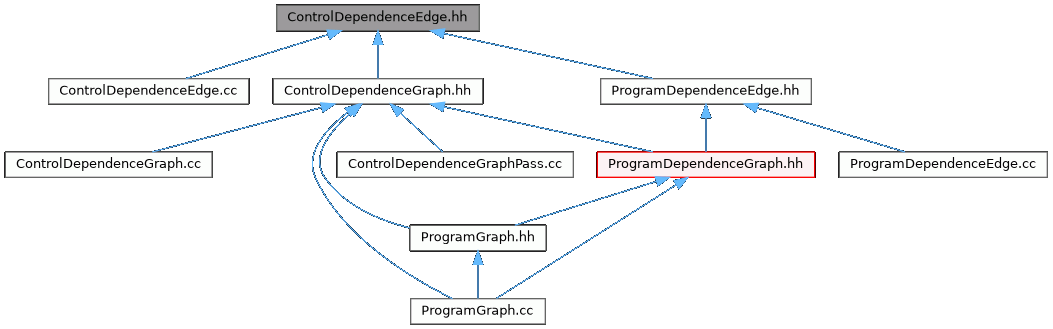 ControlDependenceEdge.hh
ControlDependenceEdge.cc
ControlDependenceGraph.hh
ProgramDependenceEdge.hh
ControlDependenceGraph.cc
ControlDependenceGraphPass.cc
ProgramDependenceGraph.hh
ProgramDependenceEdge.cc
ProgramGraph.hh
ProgramGraph.cc